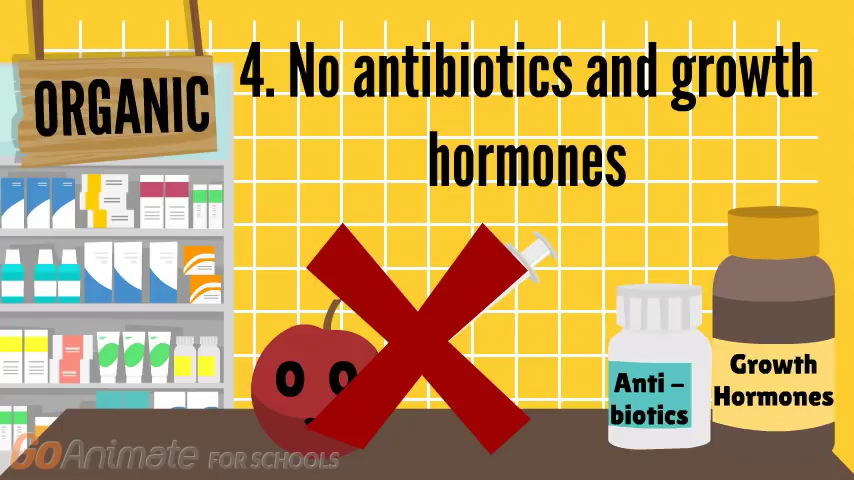 ORGANIC
4. No antibiotics and growth
hormones
Anti -
biotics
Growth
Hormones
GoAnimate FOR SCHOOLS